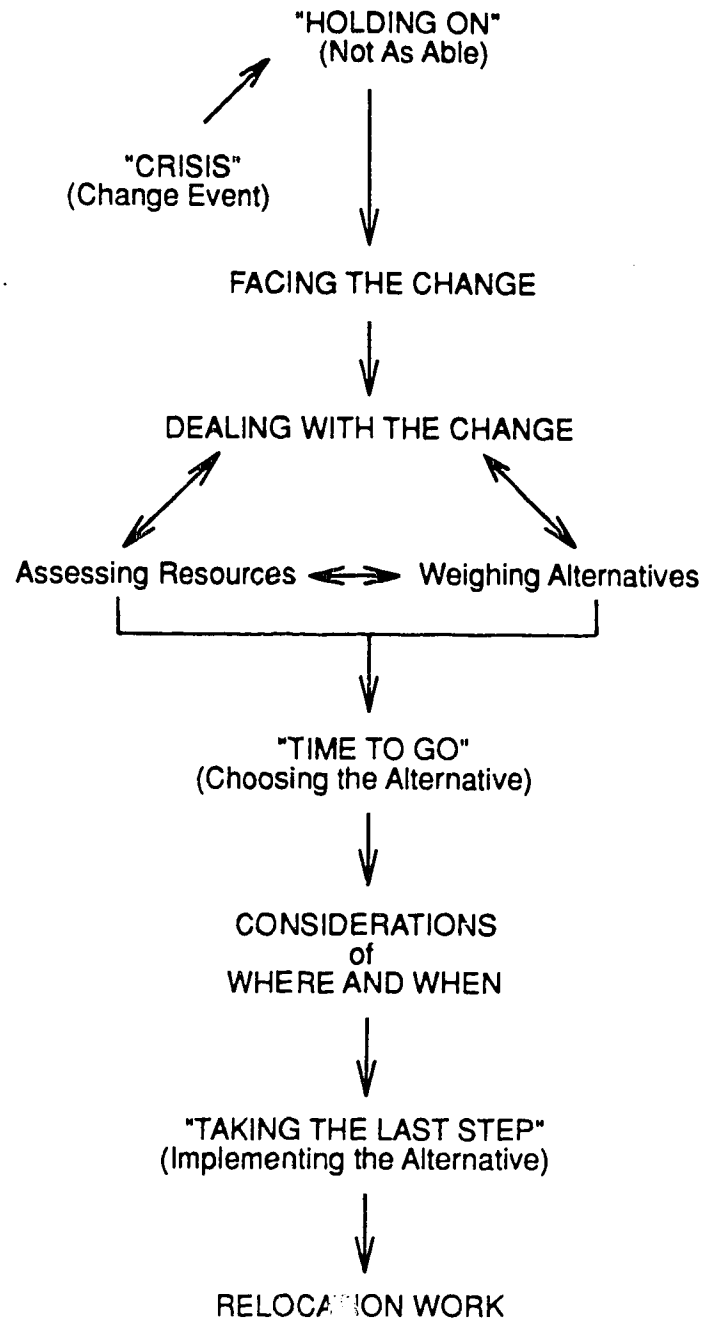 "HOLDING ON"
(Not As Able)
"CRISIS"
(Change Event)
FACING THE CHANGE
DEALING WITH THE CHANGE
Assessing Resources
Weighing Alternatives
"TIME TO GO"
(Choosing the Alternative)
CONSIDERATIONS
of
WHERE AND WHEN
"TAKING THE LAST STEP"
(Implementing the Alternative)
RELOCATION WORK